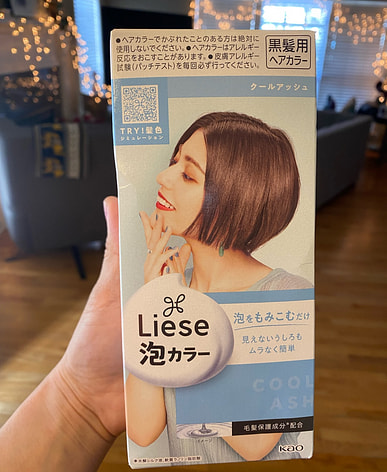 ●ヘアカラーでかぶれたことのある方は絶対に
使用しないでください。●ヘアカラーはアレルギー
反応をおこすことがあります。●皮膚アレルギー
試験(パッチテスト)を毎回必ず行ってください。
黒髪用
ヘアカラー
クールアッシュ
TRY!髪色
シミュレーション
Liese
泡カラー
泡をもみこむだけ
見えないうしろも
ムラなく簡単
COOL
ASH
毛髪保護成分*配合
Kao